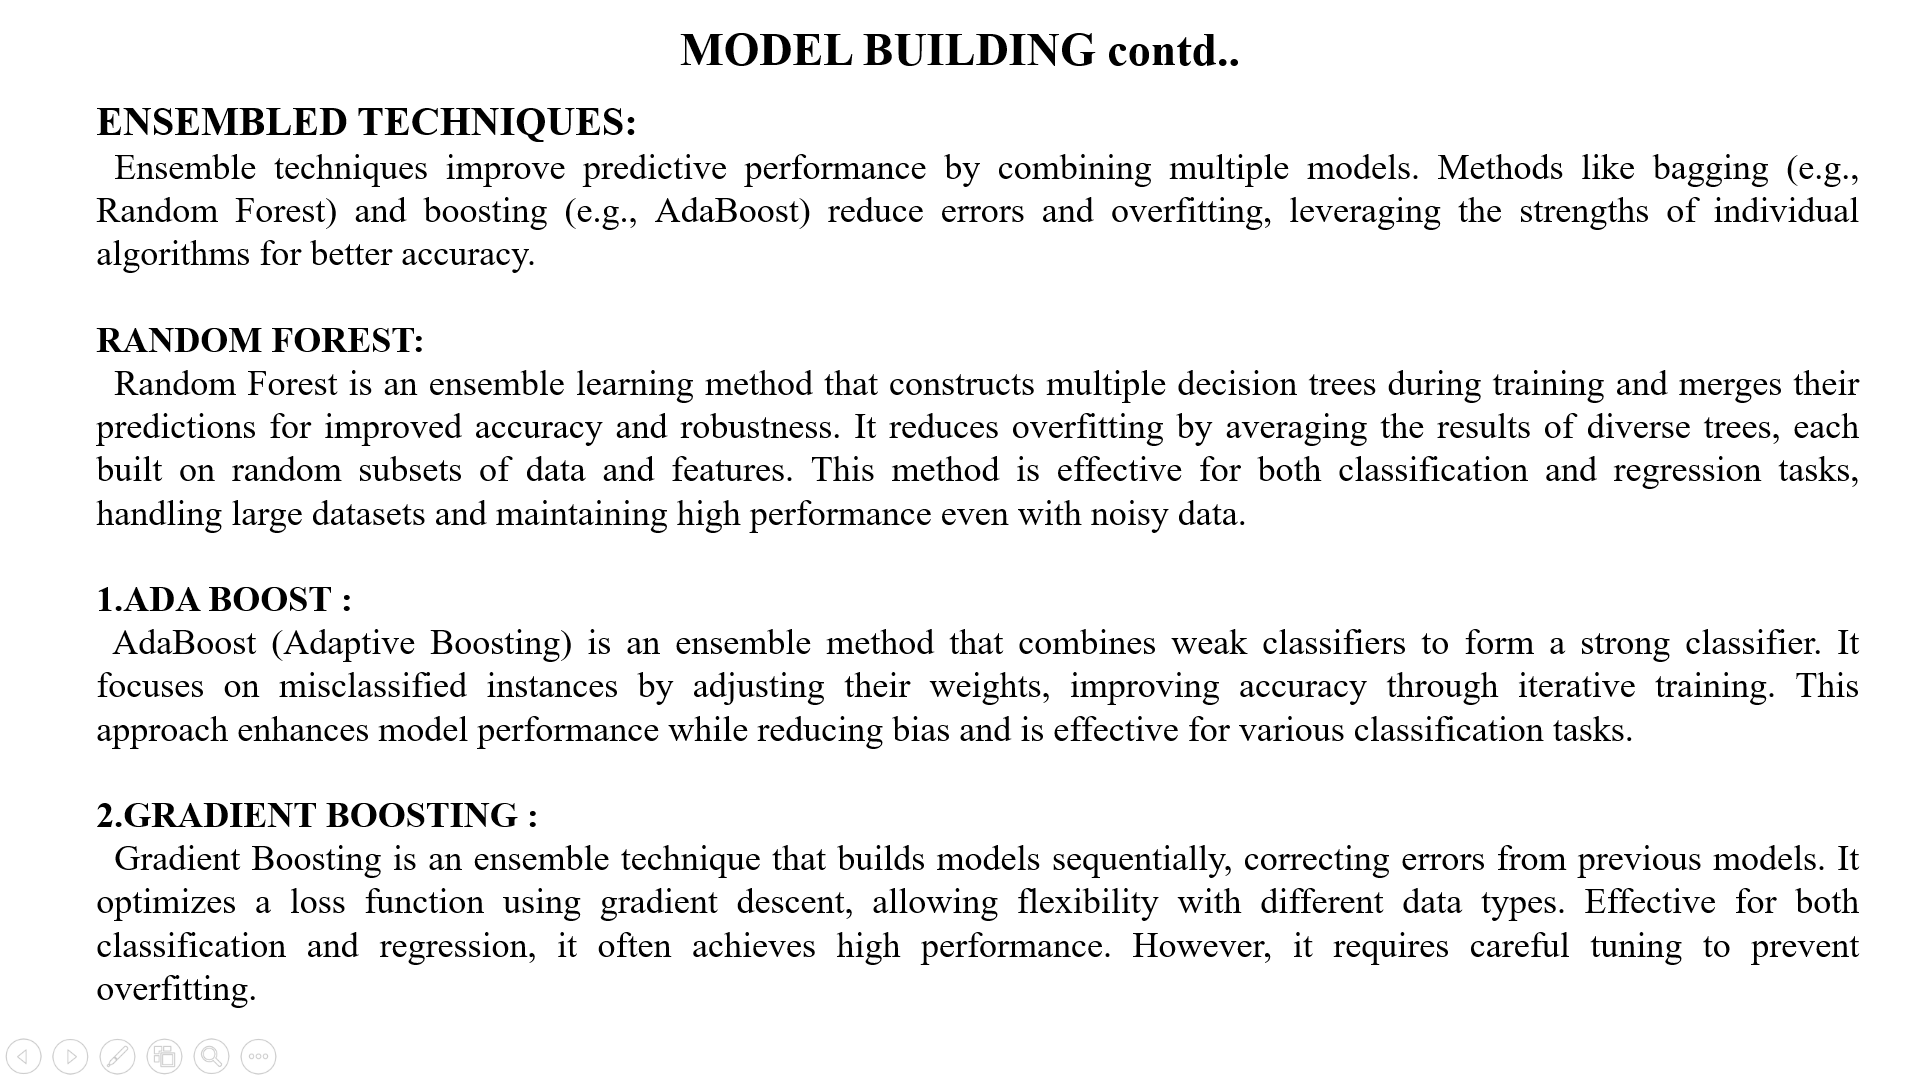 MODEL BUILDING contd..
ENSEMBLED TECHNIQUES:
Ensemble techniques improve predictive performance by combining multiple models. Methods like bagging (e.g.,
Random Forest) and boosting (e.g., AdaBoost) reduce errors and overfitting, leveraging the strengths of individual
algorithms for better accuracy.
RANDOM FOREST:
Random Forest is an ensemble learning method that constructs multiple decision trees during training and merges their
predictions for improved accuracy and robustness. It reduces overfitting by averaging the results of diverse trees, each
built on random subsets of data and features. This method is effective for both classification and regression tasks,
handling large datasets and maintaining high performance even with noisy data.
1.ADA BOOST :
AdaBoost (Adaptive Boosting) is an ensemble method that combines weak classifiers to form a strong classifier. It
focuses on misclassified instances by adjusting their weights, improving accuracy through iterative training. This
approach enhances model performance while reducing bias and is effective for various classification tasks.
2.GRADIENT BOOSTING :
Gradient Boosting is an ensemble technique that builds models sequentially, correcting errors from previous models. It
optimizes a loss function using gradient descent, allowing flexibility with different data types. Effective for both
classification and regression, it often achieves high performance. However, it requires careful tuning to prevent
overfitting.